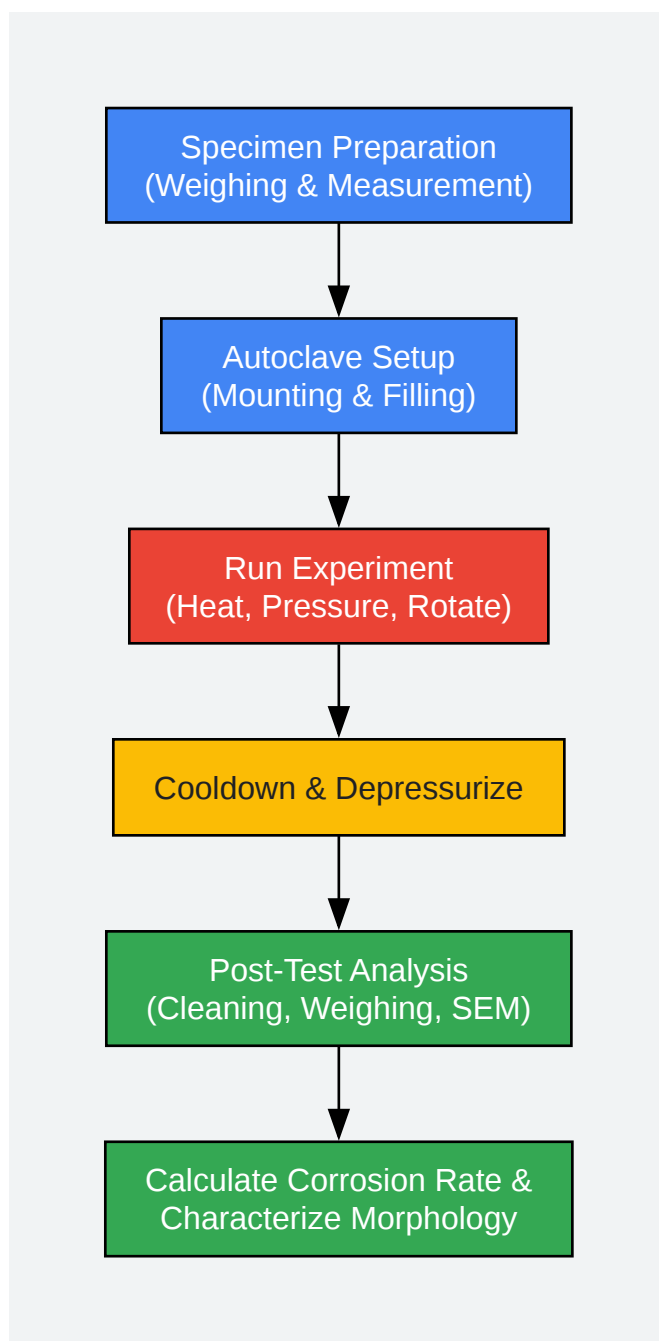 Specimen Preparation
(Weighing & Measurement)
Autoclave Setup
(Mounting & Filling)
Run Experiment
(Heat, Pressure, Rotate)
Cooldown & Depressurize
Post-Test Analysis
(Cleaning, Weighing, SEM)
Calculate Corrosion Rate &
Characterize Morphology